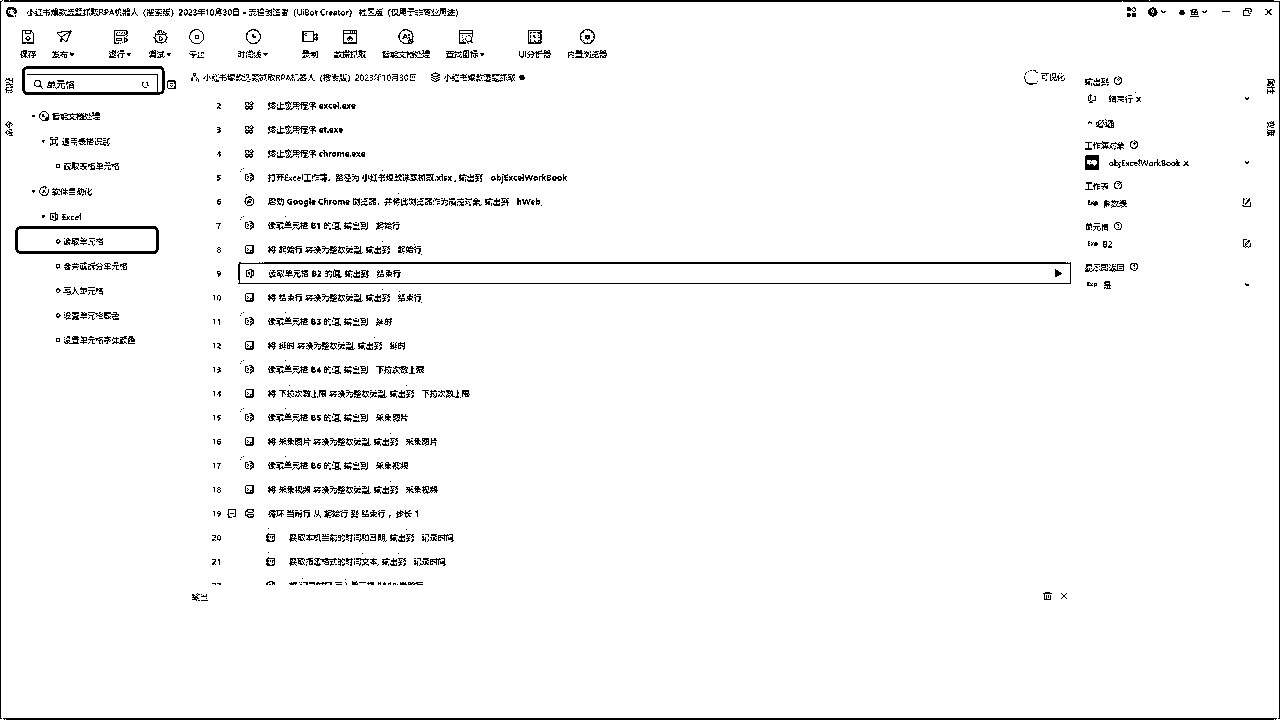 小红书爆款选题抓取RPA机器人（搜索版）2023年10月30日 - 流程创造者（UiBot Creator） 社区版（仅用于非商业用途）
保存 发布 运行 调试 停止 时间线 录制 数据抓取 智能文档处理 查找图标 UI分析器 内置浏览器
单元格
小红书爆款选题抓取RPA机器人（搜索版）2023年10月30日 小红书爆款选题抓取
可视化
智能文档处理
通用表格识别
获取表格单元格
软件自动化
Excel
读取单元格
合并或拆分单元格
写入单元格
设置单元格颜色
设置单元格字体颜色
2 终止应用程序 excel.exe
3 终止应用程序 et.exe
4 终止应用程序 chrome.exe
5 打开Excel工作簿，路径为 小红书爆款选题抓取.xlsx，输出到 objExcelWorkBook
6 启动 Google Chrome 浏览器，并将此浏览器作为操控对象，输出到 hWeb
7 读取单元格 B1 的值，输出到 起始行
8 将 起始行 转换为整数类型，输出到 起始行
9 读取单元格 B2 的值，输出到 结束行
10 将 结束行 转换为整数类型，输出到 结束行
11 读取单元格 B3 的值，输出到 延时
12 将 延时 转换为整数类型，输出到 延时
13 读取单元格 B4 的值，输出到 下拉次数上限
14 将 下拉次数上限 转换为整数类型，输出到 下拉次数上限
15 读取单元格 B5 的值，输出到 采集图片
16 将 采集图片 转换为整数类型，输出到 采集图片
17 读取单元格 B6 的值，输出到 采集视频
18 将 采集视频 转换为整数类型，输出到 采集视频
19 循环 当前行 从 起始行 到 结束行，步长 1
20 获取本机当前的时间和日期，输出到 记录时间
21 获取指定格式的时间文本，输出到 记录时间
输出
输出到
结束行 x
必选
工作簿对象
objExcelWorkBook x
工作表
Exp 参数表
单元格
Exp B2
显示即返回
Exp 是